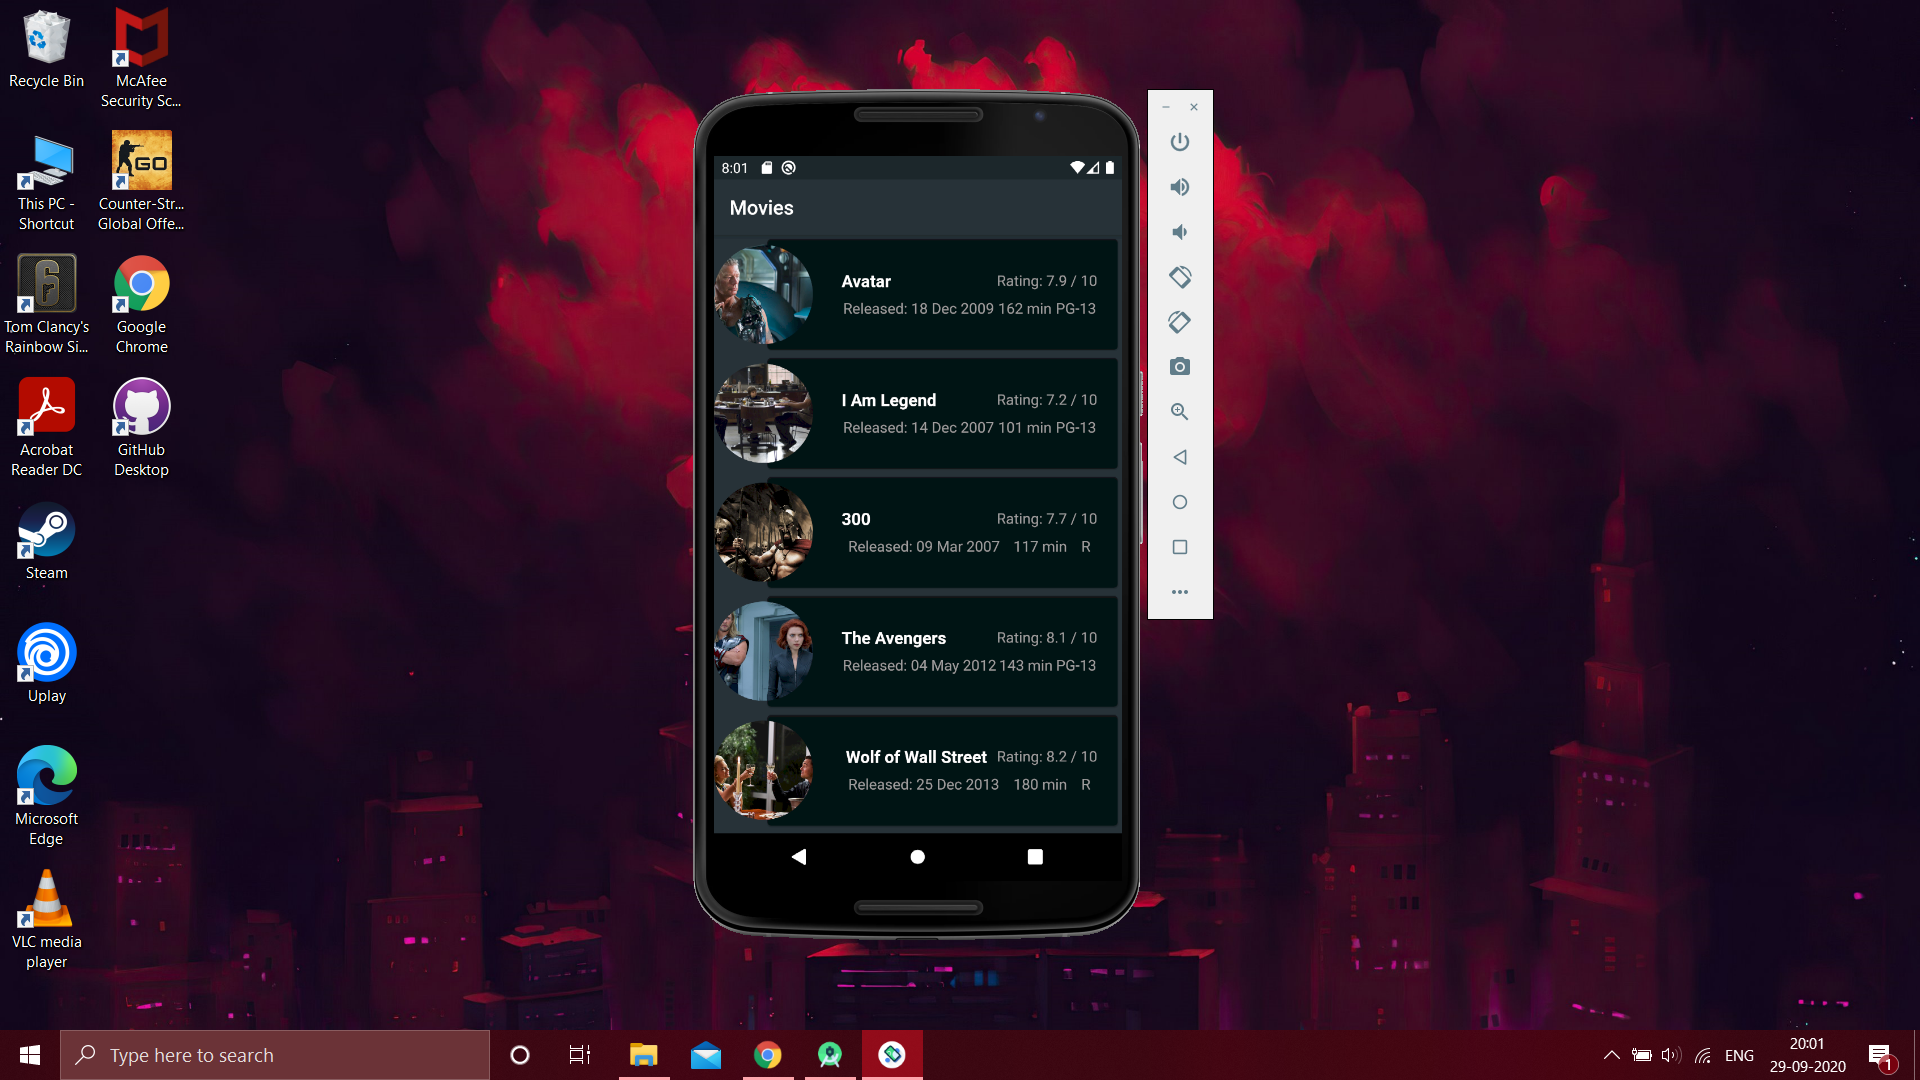 Recycle Bin
McAfee
Security Sc...
This PC -
Shortcut
GO
Counter-Str...
Global Offe...
6
Tom Clancy's
Rainbow Si...
Google
Chrome
Acrobat
Reader DC
GitHub
Desktop
Steam
Uplay
Microsoft
Edge
VLC media
player
8:01
Movies
Avatar Rating: 7.9 / 10
Released: 18 Dec 2009 162 min PG-13
I Am Legend Rating: 7.2 / 10
Released: 14 Dec 2007 101 min PG-13
300 Rating: 7.7 / 10
Released: 09 Mar 2007 117 min R
The Avengers Rating: 8.1 / 10
Released: 04 May 2012 143 min PG-13
Wolf of Wall Street Rating: 8.2 / 10
Released: 25 Dec 2013 180 min R
Type here to search
ENG
20:01
29-09-2020
1